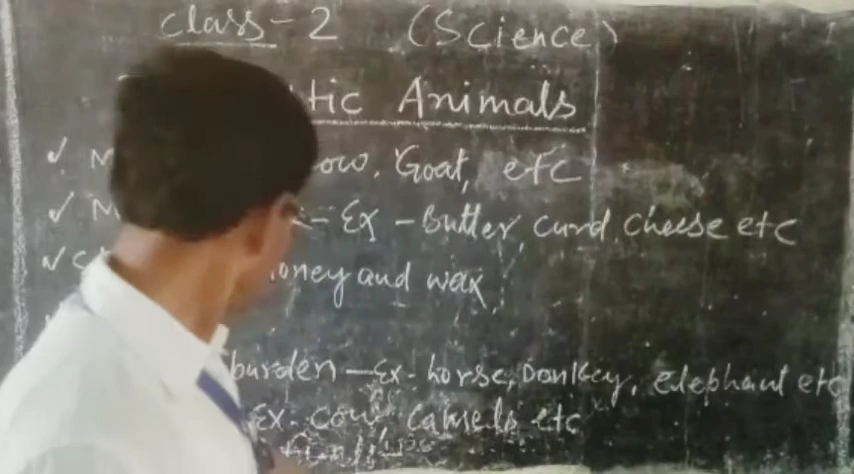 Class-2 (Science)
tic Animals
✓ M ow, Goat, etc
✓ M - Ex - Butter, Curd, Cheese etc
✓ oney and wax,
burden - Ex - horse, Donkey, elephant etc
Ex - cow, camels etc